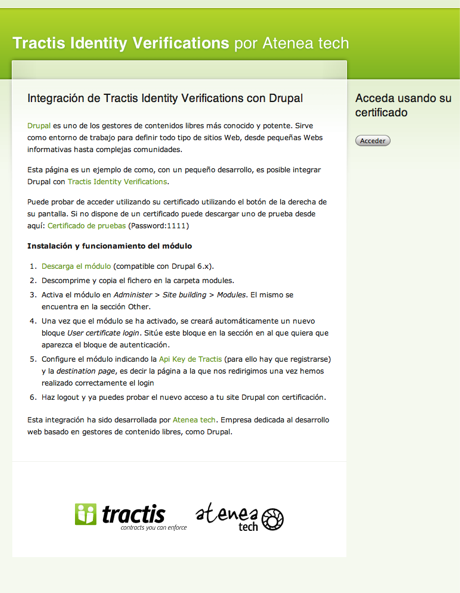 Tractis Identity Verifications por Atenea tech
Integración de Tractis Identity Verifications con Drupal
Drupal es uno de los gestores de contenidos libres más conocido y potente. Sirve
como entorno de trabajo para definir todo tipo de sitios Web, desde pequeñas Webs
informativas hasta complejas comunidades.
Esta página es un ejemplo de como, con un pequeño desarrollo, es posible integrar
Drupal con Tractis Identity Verifications.
Puede probar de acceder utilizando su certificado utilizando el botón de la derecha de
su pantalla. Si no dispone de un certificado puede descargar uno de prueba desde
aquí: Certificado de pruebas (Password:1111)
Instalación y funcionamiento del módulo
1. Descarga el módulo (compatible con Drupal 6.x).
2. Descomprime y copia el fichero en la carpeta modules.
3. Activa el módulo en Administer > Site building > Modules. El mismo se
encuentra en la sección Other.
4. Una vez que el módulo se ha activado, se creará automáticamente un nuevo
bloque User certificate login. Sitúe este bloque en la sección en al que quiera que
aparezca el bloque de autenticación.
5. Configure el módulo indicando la Api Key de Tractis (para ello hay que registrarse)
y la destination page, es decir la página a la que nos redirigimos una vez hemos
realizado correctamente el login
6. Haz logout y ya puedes probar el nuevo acceso a tu site Drupal con certificación.
Esta integración ha sido desarrollada por Atenea tech. Empresa dedicada al desarrollo
web basado en gestores de contenido libres, como Drupal.
Acceda usando su
certificado
Acceder
tractis
contracts you can enforce
atenea
tech